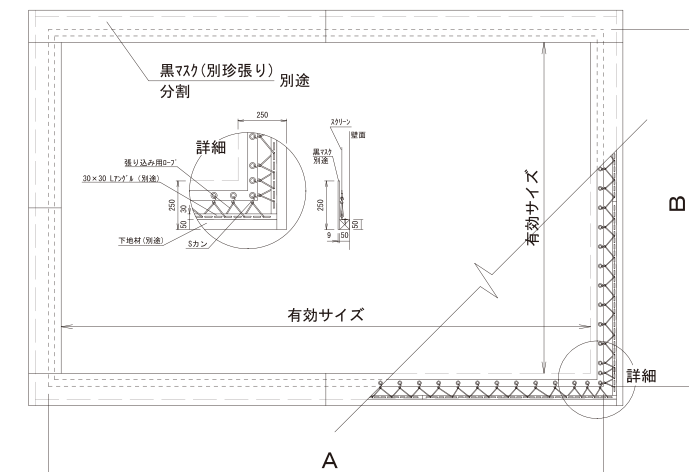 黒ﾏｽｸ(別珍張り)
分割
別途
250
詳細
張り込み用ﾛｰﾌﾟ
30×30 Lｱﾝｸﾞﾙ (別途)
250
30
50
下地材(別途)
Sカン
ｽｸﾘｰﾝ
壁面
黒ﾏｽｸ
別途
250
50
9
50
有効サイズ
有効サイズ
B
詳細
A